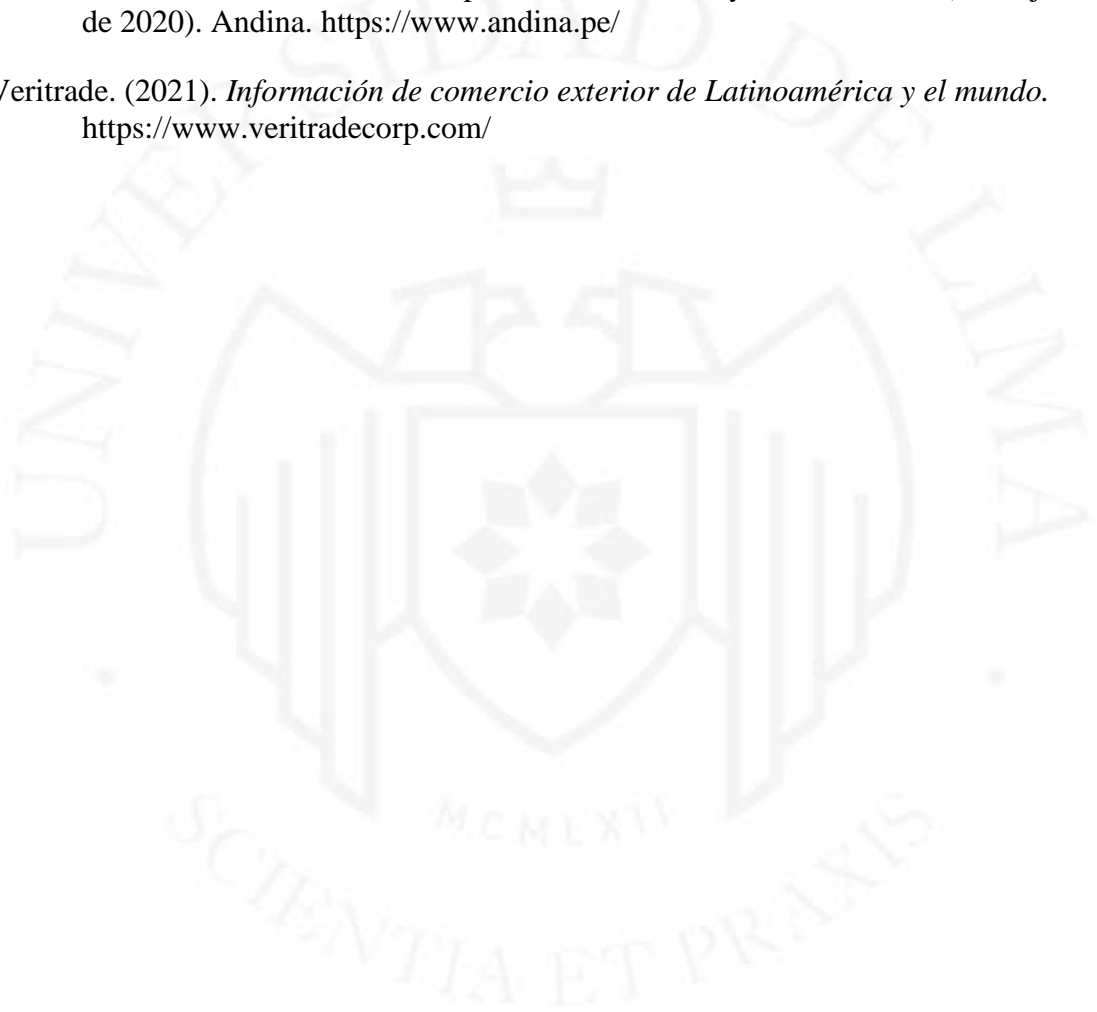 de 2020). Andina. https://www.andina.pe/
Veritrade. (2021). Información de comercio exterior de Latinoamérica y el mundo.
https://www.veritradecorp.com/
UNIVERSIDAD DE LIMA
MCMLXII
SCIENTIA ET PRAXIS